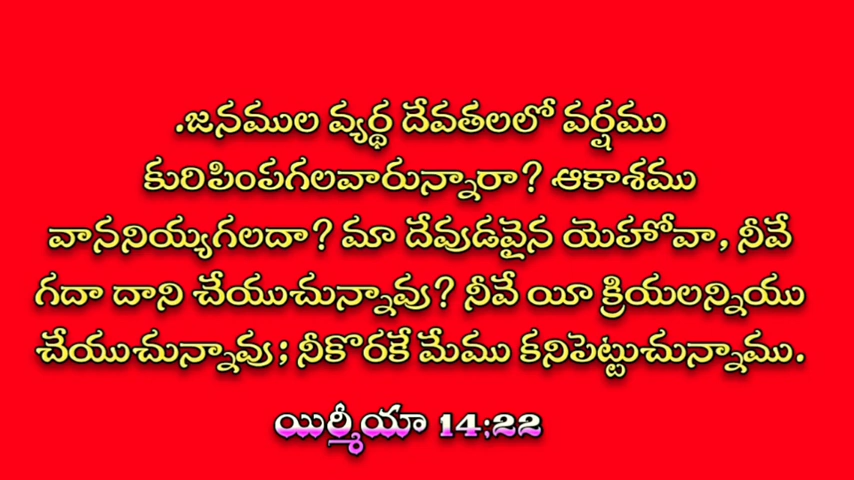 .జనముల వ్యర్థ దేవతలలో వర్షము
కురిపింపగలవారున్నారా? ఆకాశము
వాననియ్యగలదా? మా దేవుడవైన యెహోవా, నీవే
గదా దాని చేయుచున్నావు? నీవే యీ క్రియలన్నియు
చేయుచున్నావు; నీకొరకే మేము కనిపెట్టుచున్నాము.
యిర్మీయా 14:22